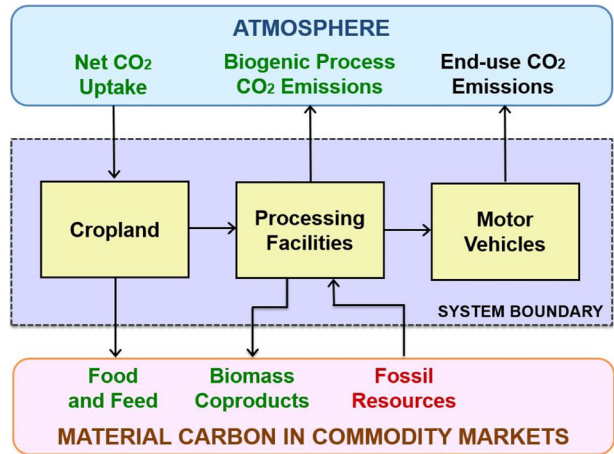 ATMOSPHERE
Net CO₂
Uptake
Biogenic Process
CO₂ Emissions
End-use CO₂
Emissions
Cropland
Processing
Facilities
Motor
Vehicles
SYSTEM BOUNDARY
Food
and Feed
Biomass
Coproducts
Fossil
Resources
MATERIAL CARBON IN COMMODITY MARKETS